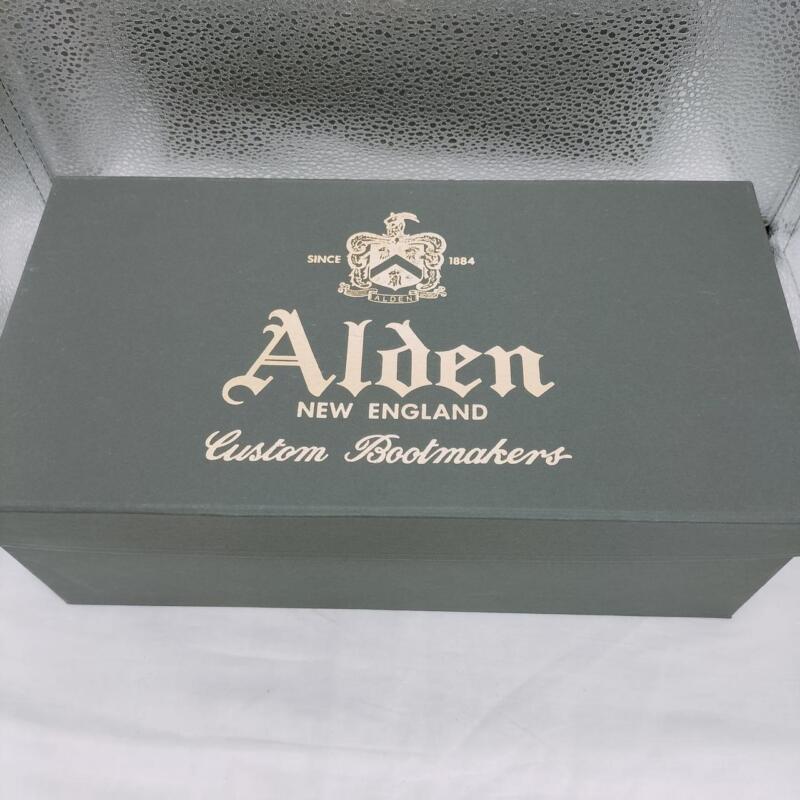 SINCE 1884
ALDEN
Alden
NEW ENGLAND
Custom Bootmakers